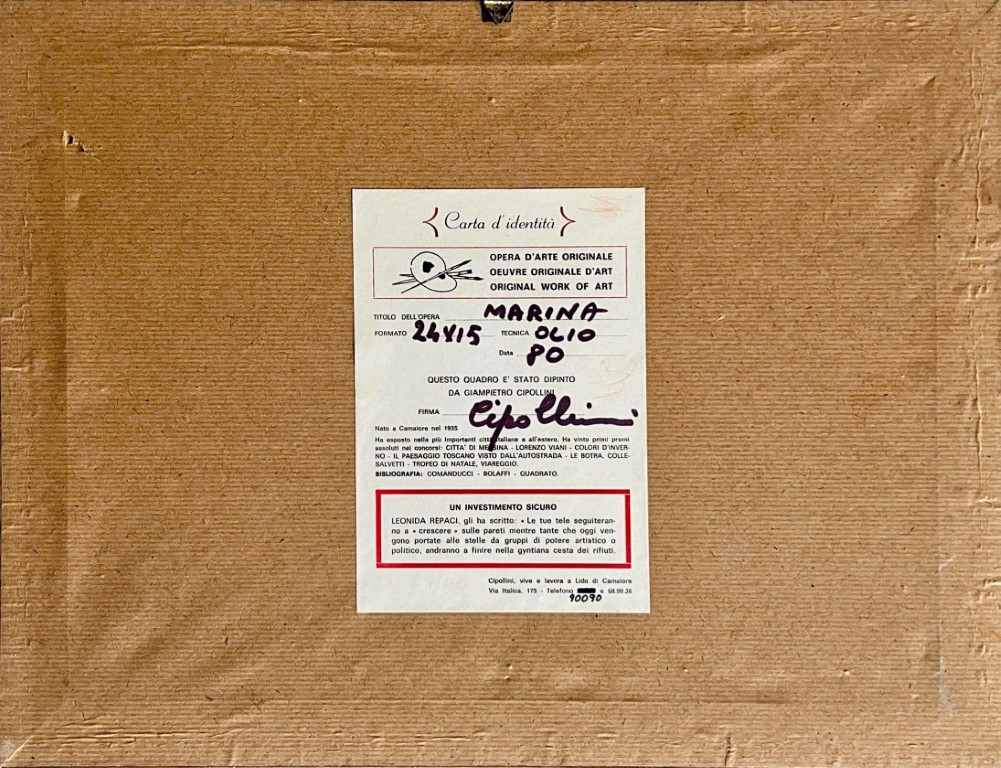 Carta d'identità
OPERA D'ARTE ORIGINALE
OEUVRE ORIGINALE D'ART
ORIGINAL WORK OF ART
TITOLO DELL'OPERA MARINA
FORMATO 24X15 TECNICA OLIO
Data 80
QUESTO QUADRO E' STATO DIPINTO
DA GIAMPIETRO CIPOLLINI
FIRMA Cipollini
Nato a Camaiore nel 1935
Ha esposto nelle più importanti città italiane e all'estero. Ha vinto primi premi
assoluti nei concorsi: CITTA' DI MESSINA - LORENZO VIANI - COLORI D'INVER-
NO - IL PAESAGGIO TOSCANO VISTO DALL'AUTOSTRADA - LE BOTRA, COLLE-
SALVETTI - TROFEO DI NATALE, VIAREGGIO.
BIBLIOGRAFIA: COMANDUCCI - BOLAFFI - QUADRATO.
UN INVESTIMENTO SICURO
LEONIDA RÈPACI, gli ha scritto: « Le tue tele seguiteran-
no a « crescere » sulle pareti mentre tante che oggi ven-
gono portate alle stelle da gruppi di potere artistico o
politico, andranno a finire nella gyntiana cesta dei rifiuti.
Cipollini, vive e lavora a Lido di Camaiore
Via Italica, 175 - Telefono e 68.99.36
90090